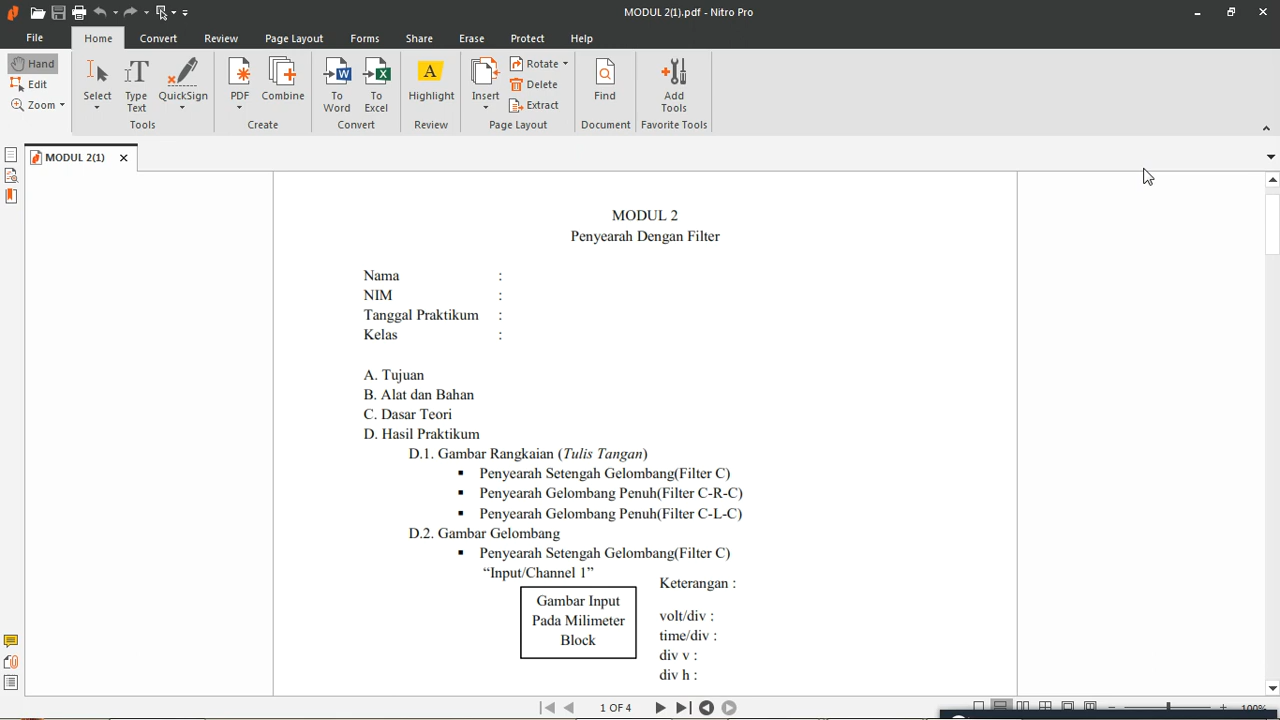 MODUL 2(1).pdf - Nitro Pro
File Home Convert Review Page Layout Forms Share Erase Protect Help
Hand
Edit
Zoom
Select
Type Text
QuickSign
Tools
PDF
Combine
Create
To Word
To Excel
Convert
Highlight
Review
Insert
Rotate
Delete
Extract
Page Layout
Find
Document
Add Tools
Favorite Tools
MODUL 2(1)
MODUL 2
Penyearah Dengan Filter
Nama :
NIM :
Tanggal Praktikum :
Kelas :
A. Tujuan
B. Alat dan Bahan
C. Dasar Teori
D. Hasil Praktikum
D.1. Gambar Rangkaian (Tulis Tangan)
▪ Penyearah Setengah Gelombang(Filter C)
▪ Penyearah Gelombang Penuh(Filter C-R-C)
▪ Penyearah Gelombang Penuh(Filter C-L-C)
D.2. Gambar Gelombang
▪ Penyearah Setengah Gelombang(Filter C)
“Input/Channel 1”
Gambar Input
Pada Milimeter
Block
Keterangan :
volt/div :
time/div :
div v :
div h :
1 OF 4
100%